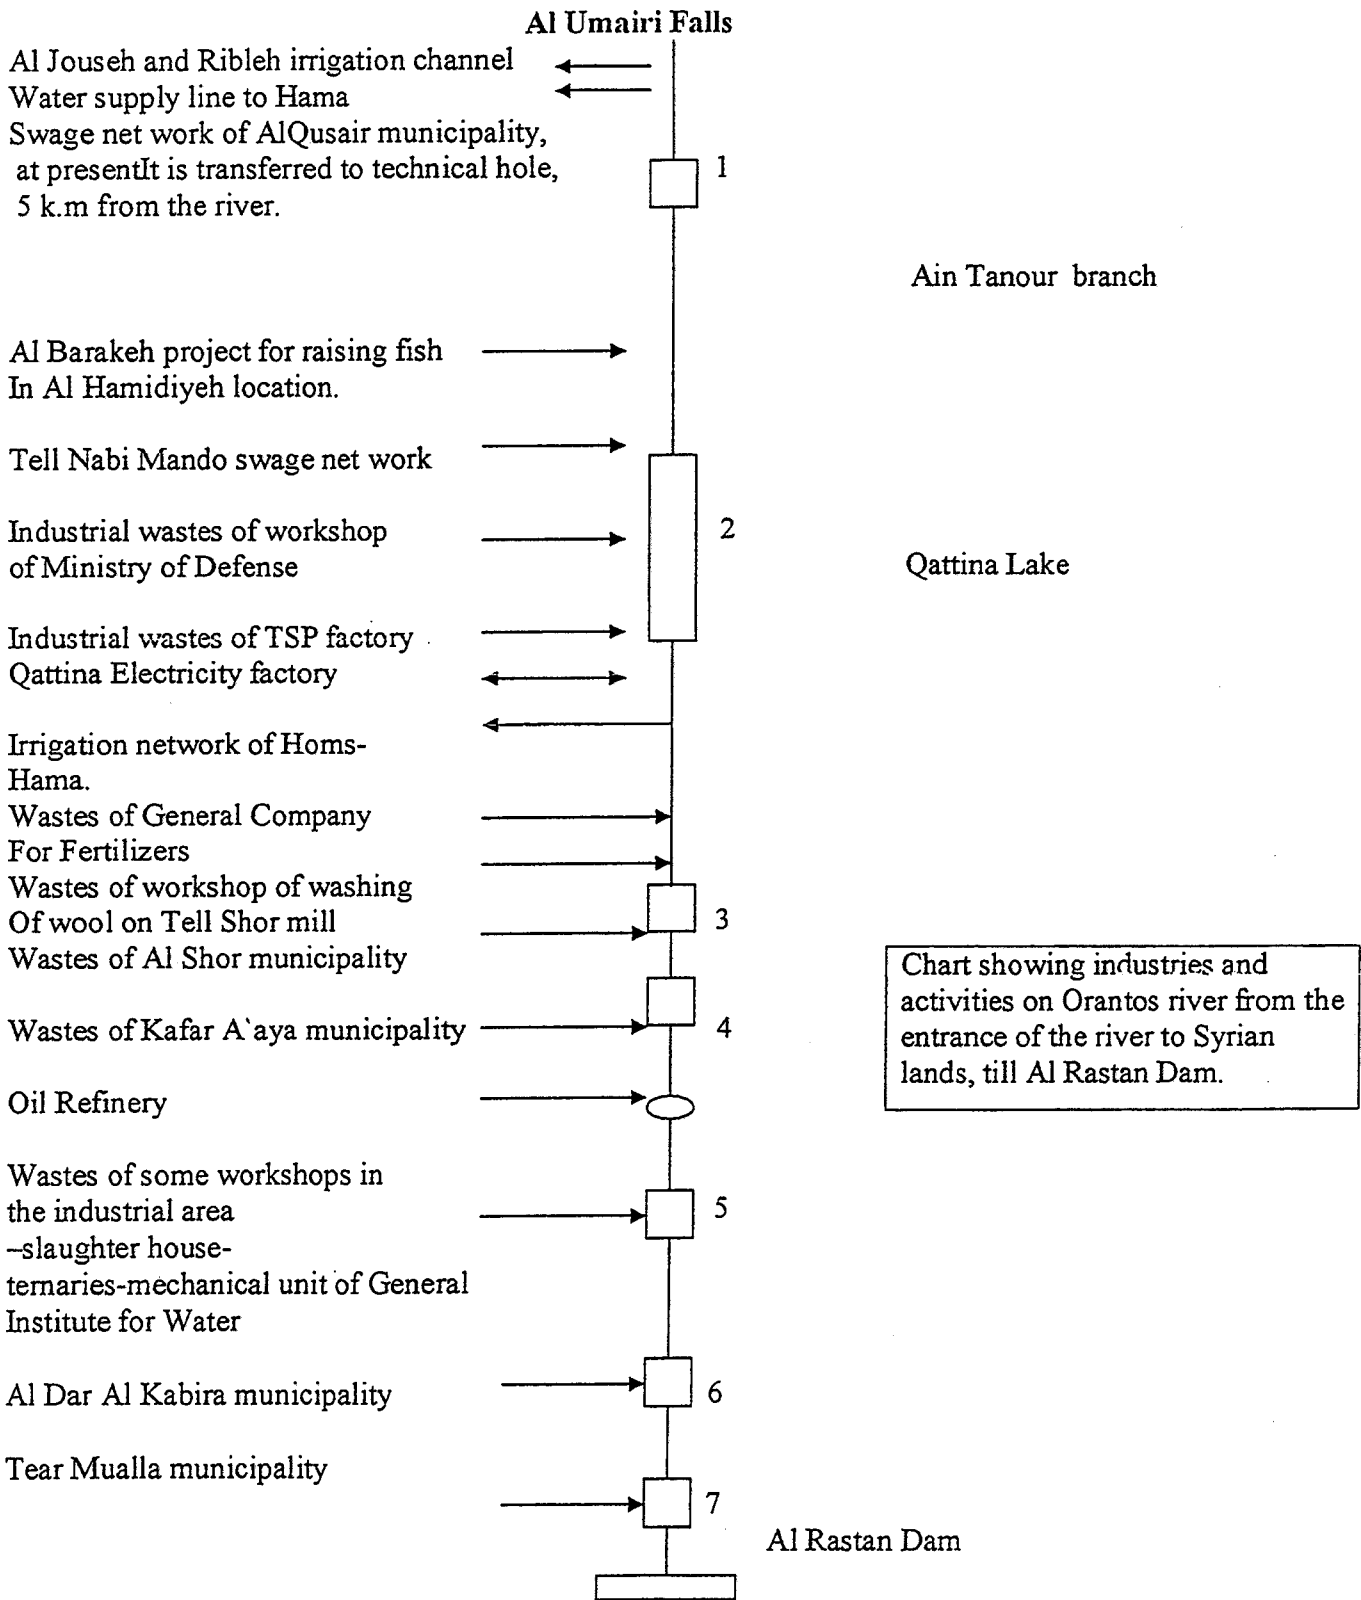 Al Umairi Falls
Al Jouseh and Ribleh irrigation channel
Water supply line to Hama
Swage net work of AlQusair municipality,
at presentIt is transferred to technical hole,
5 k.m from the river.
1
Ain Tanour branch
Al Barakeh project for raising fish
In Al Hamidiyeh location.
Tell Nabi Mando swage net work
Industrial wastes of workshop
of Ministry of Defense
2
Qattina Lake
Industrial wastes of TSP factory
Qattina Electricity factory
Irrigation network of Homs-
Hama.
Wastes of General Company
For Fertilizers
Wastes of workshop of washing
Of wool on Tell Shor mill
3
Wastes of Al Shor municipality
Chart showing industries and
activities on Orantos river from the
entrance of the river to Syrian
lands, till Al Rastan Dam.
Wastes of Kafar A`aya municipality
4
Oil Refinery
Wastes of some workshops in
the industrial area
–slaughter house-
ternaries-mechanical unit of General
Institute for Water
5
Al Dar Al Kabira municipality
6
Tear Mualla municipality
7
Al Rastan Dam